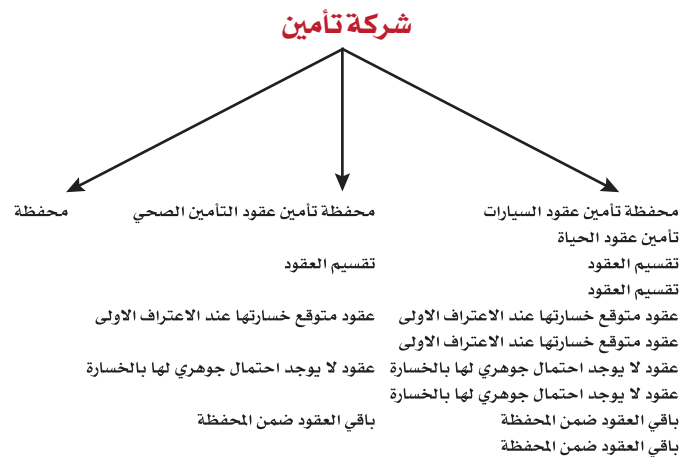 شركة تأمين
محفظة تأمين عقود السيارات محفظة تأمين عقود التأمين الصحي محفظة
تأمين عقود الحياة
تقسيم العقود تقسيم العقود
تقسيم العقود
عقود متوقع خسارتها عند الاعتراف الاولى عقود متوقع خسارتها عند الاعتراف الاولى
عقود متوقع خسارتها عند الاعتراف الاولى
عقود لا يوجد احتمال جوهري لها بالخسارة عقود لا يوجد احتمال جوهري لها بالخسارة
عقود لا يوجد احتمال جوهري لها بالخسارة
باقي العقود ضمن المحفظة باقي العقود ضمن المحفظة
باقي العقود ضمن المحفظة